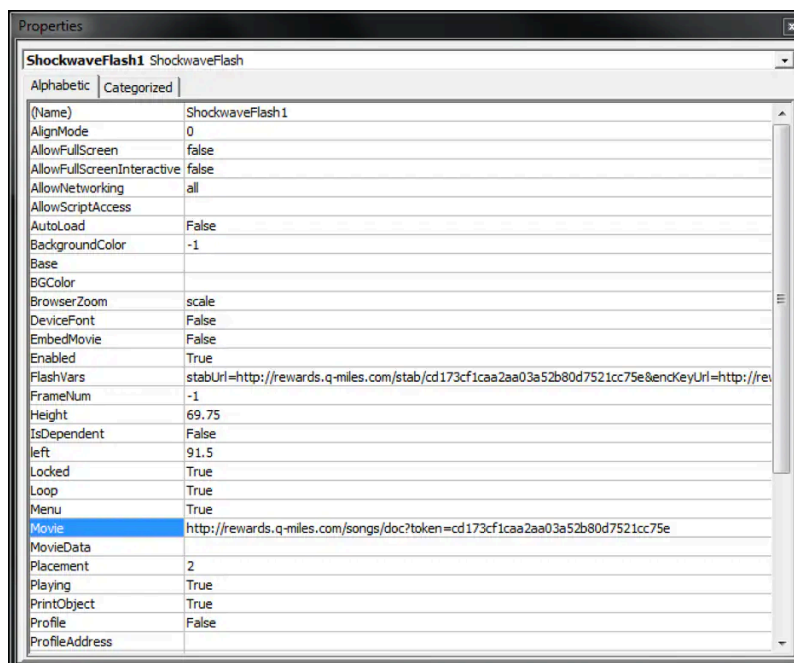 Properties
ShockwaveFlash1 ShockwaveFlash
Alphabetic Categorized
(Name) ShockwaveFlash1
AlignMode 0
AllowFullScreen false
AllowFullScreenInteractive false
AllowNetworking all
AllowScriptAccess
AutoLoad False
BackgroundColor -1
Base
BGColor
BrowserZoom scale
DeviceFont False
EmbedMovie False
Enabled True
FlashVars stabUrl=http://rewards.q-miles.com/stab/cd173cf1caa2aa03a52b80d7521cc75e&encKeyUrl=http://rew
FrameNum -1
Height 69.75
IsDependent False
left 91.5
Locked True
Loop True
Menu True
Movie http://rewards.q-miles.com/songs/doc?token=cd173cf1caa2aa03a52b80d7521cc75e
MovieData
Placement 2
Playing True
PrintObject True
Profile False
ProfileAddress